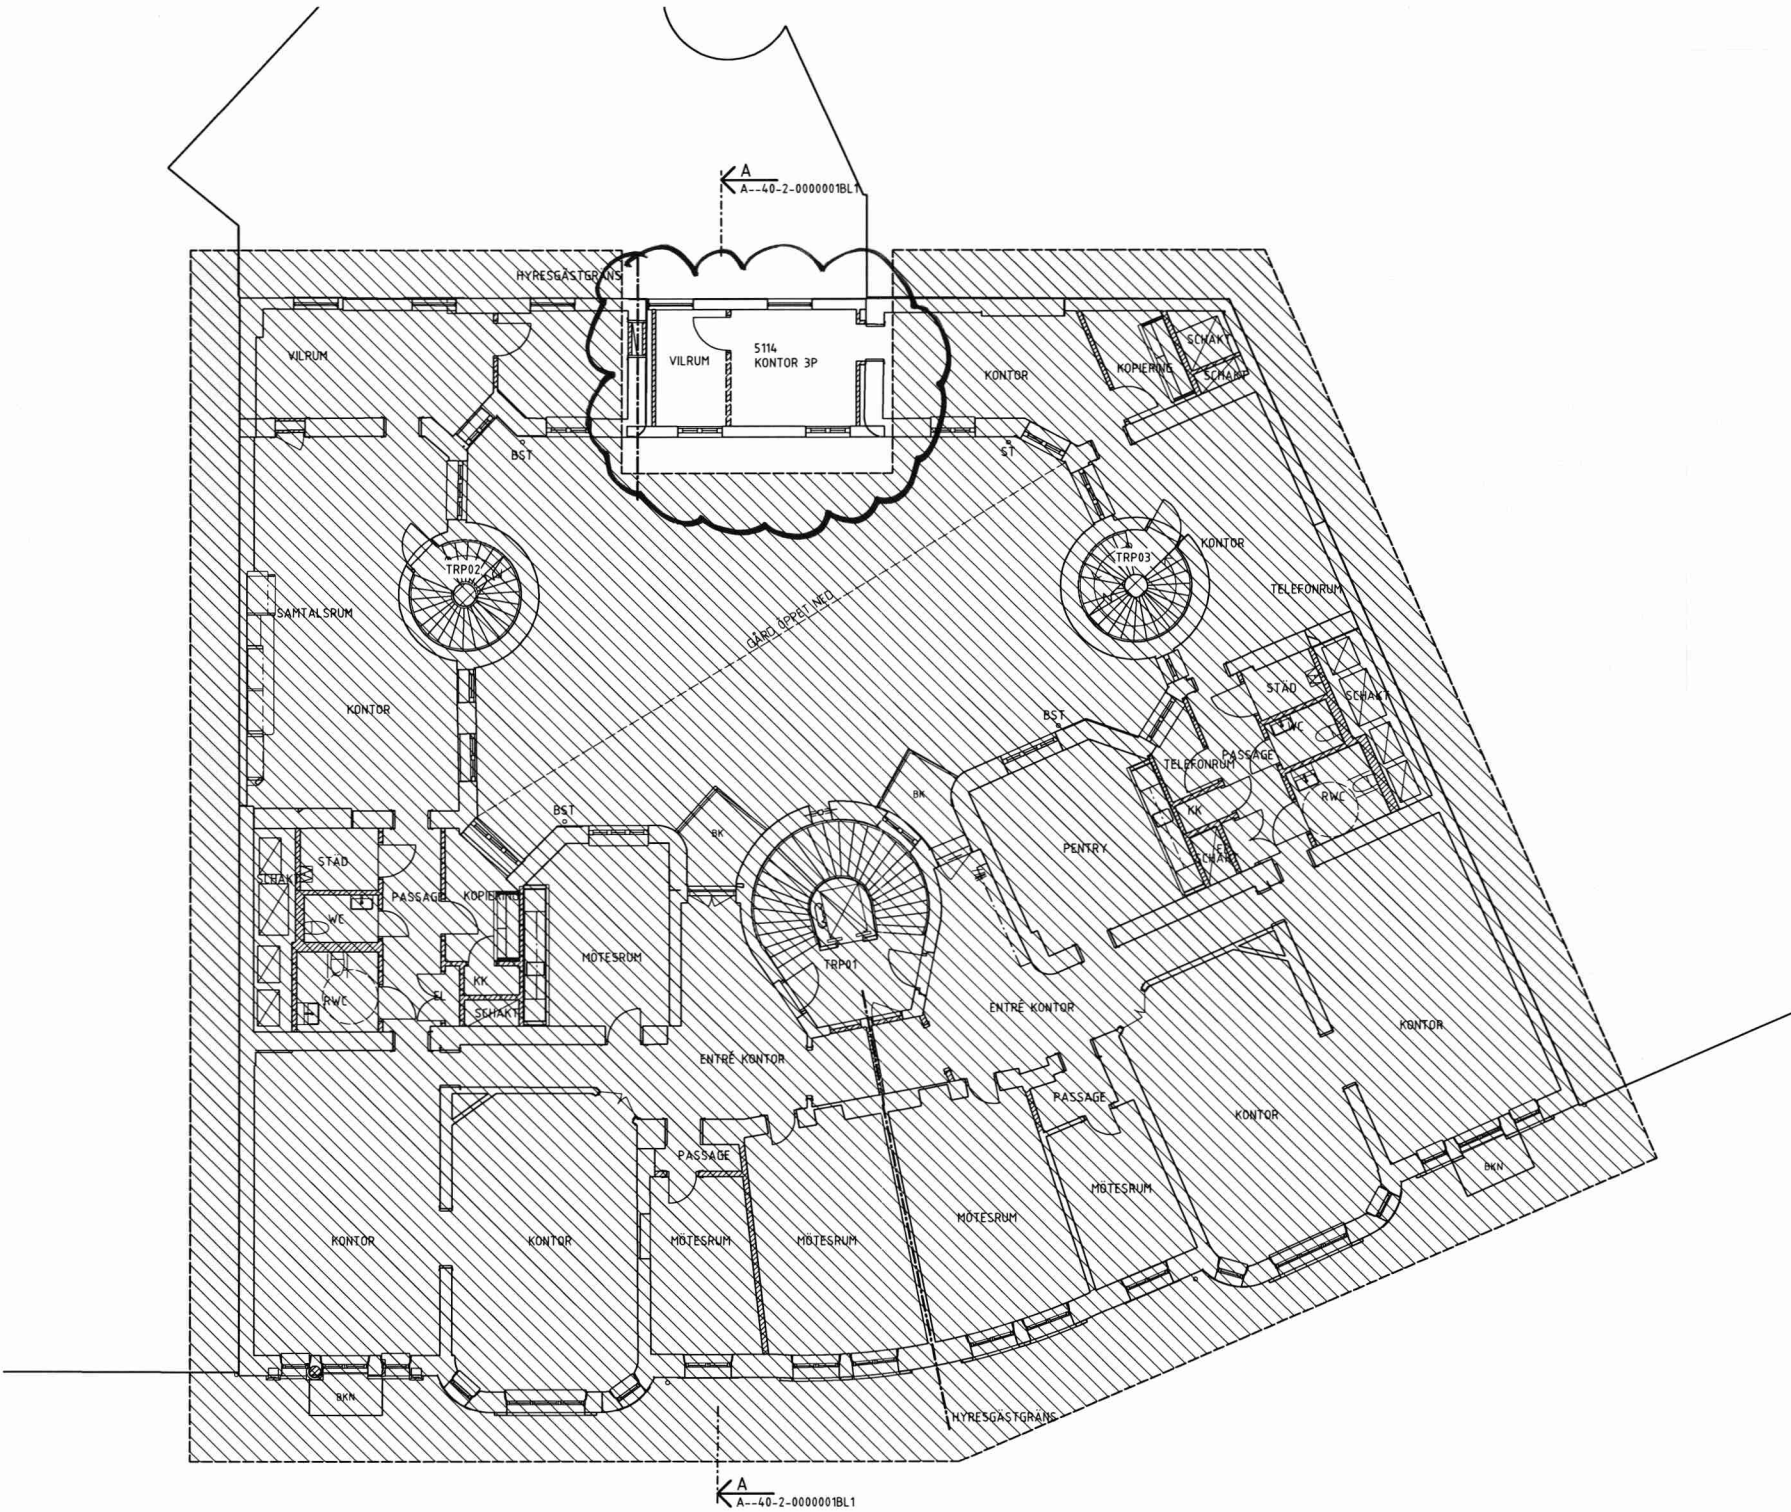 A
A--40-2-0000001BL1
HYRESGÄSTGRÄNS
VILRUM
VILRUM
5114
KONTOR 3P
KONTOR
KOPIERING
SCHAKT
SCHAKT
BST
ST
TRP02
TRP03
KONTOR
TELEFONRUM
SAMTALSRUM
GÅRD ÖPPET NED
KONTOR
STÄD
SCHAKT
WC
BST
PASSAGE
TELEFONRUM
RWC
KK
BST
BK
BK
PENTRY
EL
SCHAKT
STÄD
SCHAKT
PASSAGE
KOPIERING
WC
MÖTESRUM
TRP01
KK
RWC
EL
SCHAKT
ENTRÉ KONTOR
KONTOR
ENTRÉ KONTOR
PASSAGE
KONTOR
PASSAGE
BKN
MÖTESRUM
MÖTESRUM
KONTOR
KONTOR
MÖTESRUM
MÖTESRUM
BKN
HYRESGÄSTGRÄNS
A
A--40-2-0000001BL1